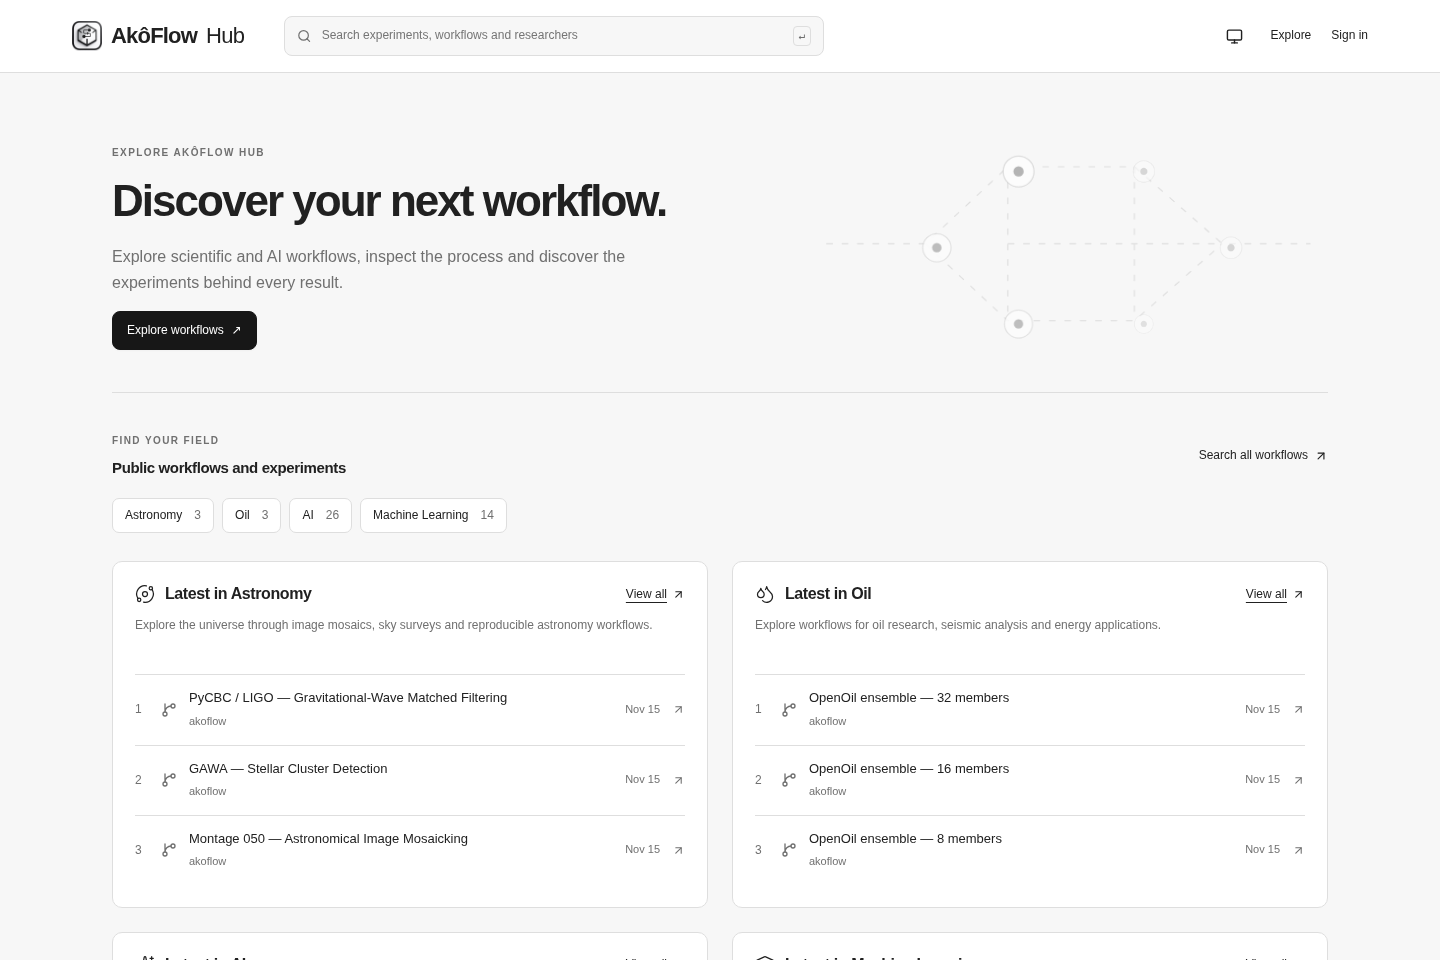 AkôFlow Hub
Search experiments, workflows and researchers
Explore
Sign in
EXPLORE AKÔFLOW HUB
Discover your next workflow.
Explore scientific and AI workflows, inspect the process and discover the
experiments behind every result.
Explore workflows ↗
FIND YOUR FIELD
Public workflows and experiments
Search all workflows
Astronomy 3
Oil 3
AI 26
Machine Learning 14
Latest in Astronomy
View all
Explore the universe through image mosaics, sky surveys and reproducible astronomy workflows.
1
PyCBC / LIGO — Gravitational-Wave Matched Filtering
akoflow
Nov 15
2
GAWA — Stellar Cluster Detection
akoflow
Nov 15
3
Montage 050 — Astronomical Image Mosaicking
akoflow
Nov 15
Latest in Oil
View all
Explore workflows for oil research, seismic analysis and energy applications.
1
OpenOil ensemble — 32 members
akoflow
Nov 15
2
OpenOil ensemble — 16 members
akoflow
Nov 15
3
OpenOil ensemble — 8 members
akoflow
Nov 15